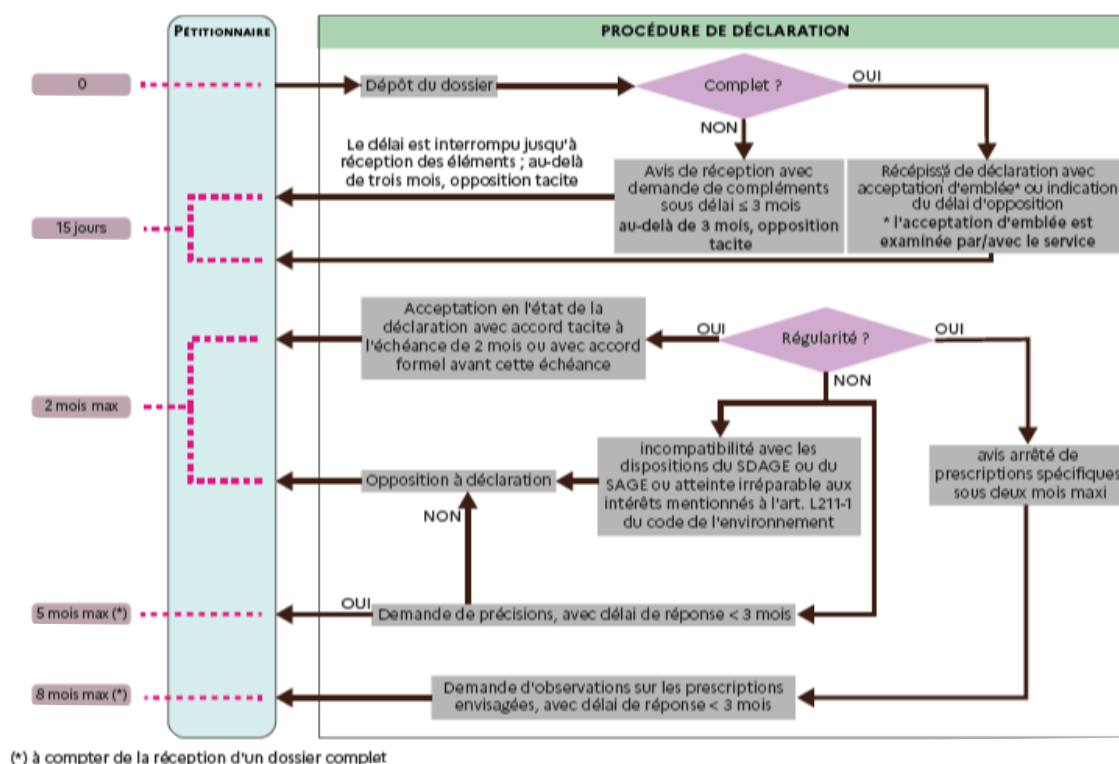 PÉTITIONNAIRE
PROCÉDURE DE DÉCLARATION
0
Dépôt du dossier
Complet ?
OUI
NON
Le délai est interrompu jusqu'à
réception des éléments ; au-delà
de trois mois, opposition tacite
Avis de réception avec
demande de compléments
sous délai ≤ 3 mois
au-delà de 3 mois, opposition
tacite
Récépissé de déclaration avec
acceptation d'emblée* ou indication
du délai d'opposition
* l'acceptation d'emblée est
examinée par/avec le service
15 jours
Acceptation en l'état de la
déclaration avec accord tacite à
l'échéance de 2 mois ou avec accord
formel avant cette échéance
OUI
Régularité ?
OUI
NON
2 mois max
incompatibilité avec les
dispositions du SDAGE ou du
SAGE ou atteinte irréparable aux
intérêts mentionnés à l'art. L211-1
du code de l'environnement
avis arrêté de
prescriptions spécifiques
sous deux mois maxi
Opposition à déclaration
NON
5 mois max (*)
OUI
Demande de précisions, avec délai de réponse < 3 mois
8 mois max (*)
Demande d'observations sur les prescriptions
envisagées, avec délai de réponse < 3 mois
(*) à compter de la réception d'un dossier complet